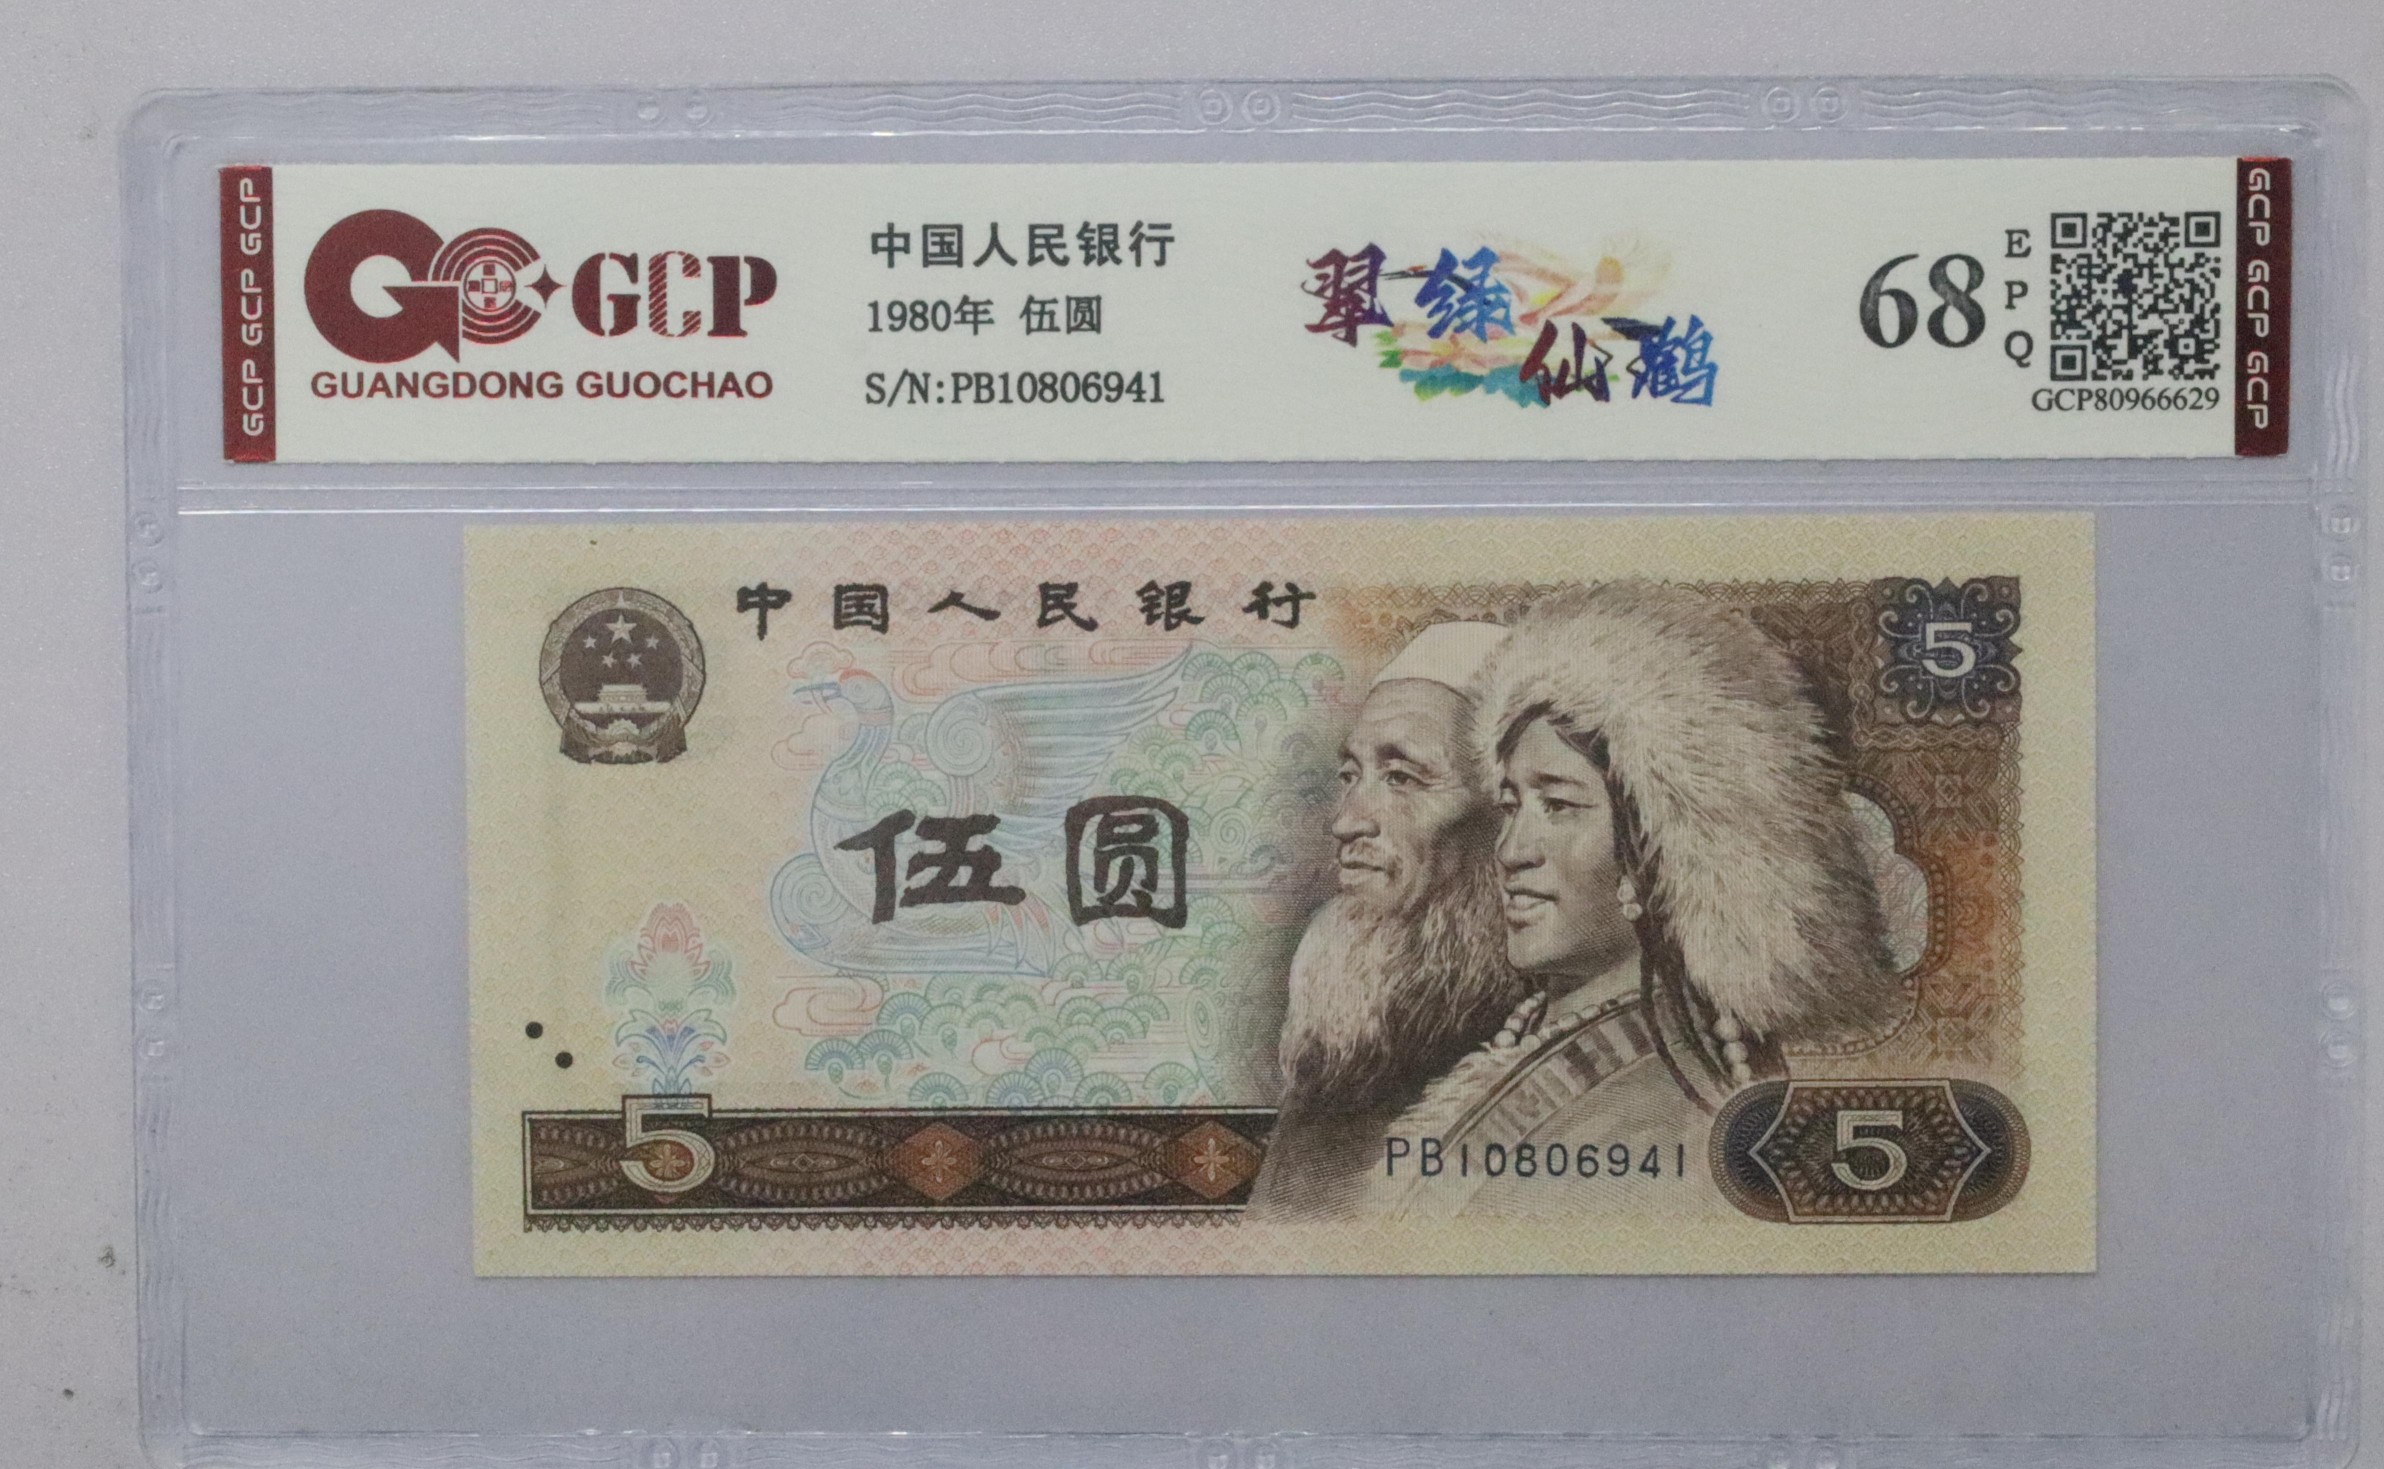 GCP GCP GCP
GCP
GUANGDONG GUOCHAO
中国人民银行
1980年 伍圆
S/N:PB10806941
翠绿
仙鹤
68
EPQ
GCP80966629
GCP GCP GCP
中国人民银行
5
伍圆
5
PB10806941
5